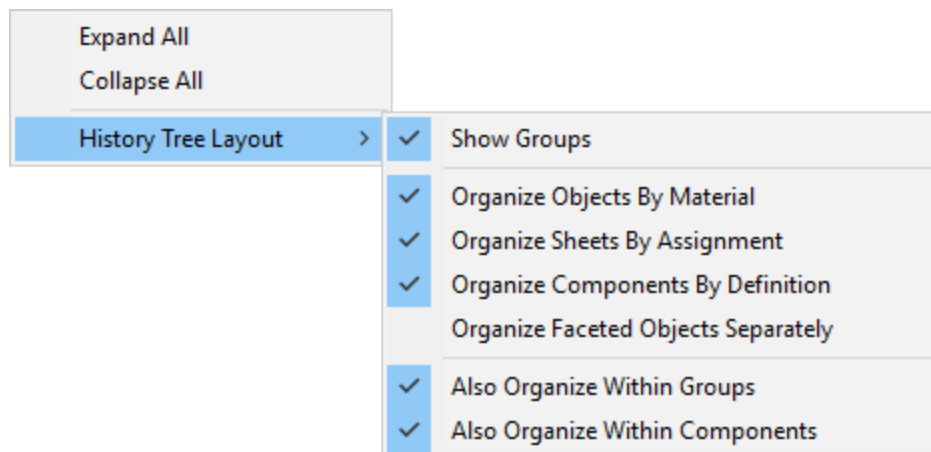 Expand All
Collapse All
History Tree Layout
Show Groups
Organize Objects By Material
Organize Sheets By Assignment
Organize Components By Definition
Organize Faceted Objects Separately
Also Organize Within Groups
Also Organize Within Components